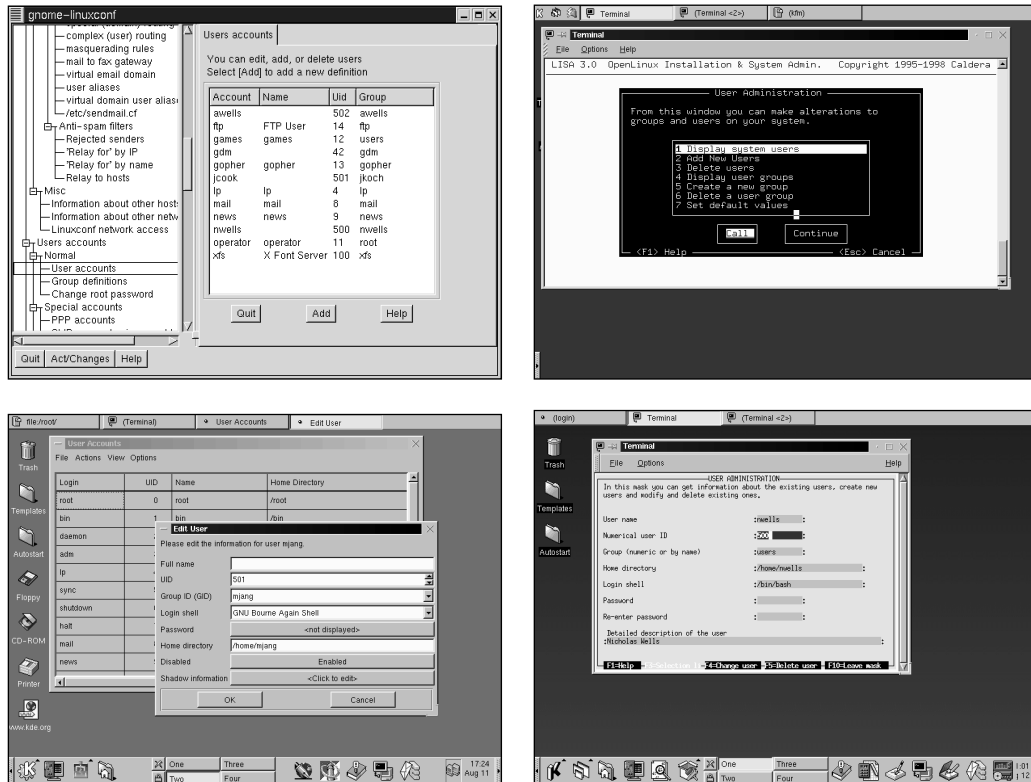 gnome-linuxconf
complex (user) routing
masquerading rules
mail to fax gateway
virtual email domain
user aliases
virtual domain user alias
/etc/sendmail.cf
Anti-spam filters
Rejected senders
"Relay for" by IP
"Relay for" by name
Relay to hosts
Misc
Information about other host
Information about other netw
Linuxconf network access
Users accounts
Normal
User accounts
Group definitions
Change root password
Special accounts
PPP accounts
Quit Act/Changes Help
Users accounts
You can edit, add, or delete users
Select [Add] to add a new definition
Account Name Uid Group
awells 502 awells
ftp FTP User 14 ftp
games games 12 users
gdm 42 gdm
gopher gopher 13 gopher
jcook 501 jkoch
lp lp 4 lp
mail mail 8 mail
news news 9 news
nwells 500 nwells
operator operator 11 root
xfs X Font Server 100 xfs
Quit Add Help
Terminal (Terminal <2>) (kfm)
Terminal
File Options Help
LISA 3.0 OpenLinux Installation & System Admin. Copyright 1995-1998 Caldera
User Administration
From this window you can make alterations to
groups and users on your system.
1 Display system users
2 Add New Users
3 Delete users
4 Display user groups
5 Create a new group
6 Delete a user group
7 Set default values
Call Continue
<F1> Help <Esc> Cancel
file:/root/ (Terminal) User Accounts Edit User
Trash
Templates
Autostart
Floppy
CD-ROM
Printer
www.kde.org
User Accounts
File Actions View Options
Login UID Name Home Directory
root 0 root /root
bin 1 bin /bin
daemon
adm
lp
sync
shutdown
halt
mail
news
Edit User
Please edit the information for user mjang.
Full name
UID 501
Group ID (GID) mjang
Login shell GNU Bourne Again Shell
Password <not displayed>
Home directory /home/mjang
Disabled Enabled
Shadow information <Click to edit>
OK Cancel
One Three
Two Four
17:24
Aug 11
(login) Terminal (Terminal <2>)
Trash
Templates
Autostart
Terminal
File Options Help
USER ADMINISTRATION
In this mask you can get information about the existing users, create new
users and modify and delete existing ones.
User name :nwells :
Numerical user ID :500 :
Group (numeric or by name) :users :
Home directory :/home/nwells :
Login shell :/bin/bash :
Password : :
Re-enter password : :
Detailed description of the user
:Nicholas Wells :
F1=Help F4=Change user F5=Delete user F10=Leave mask
One Three
Two Four